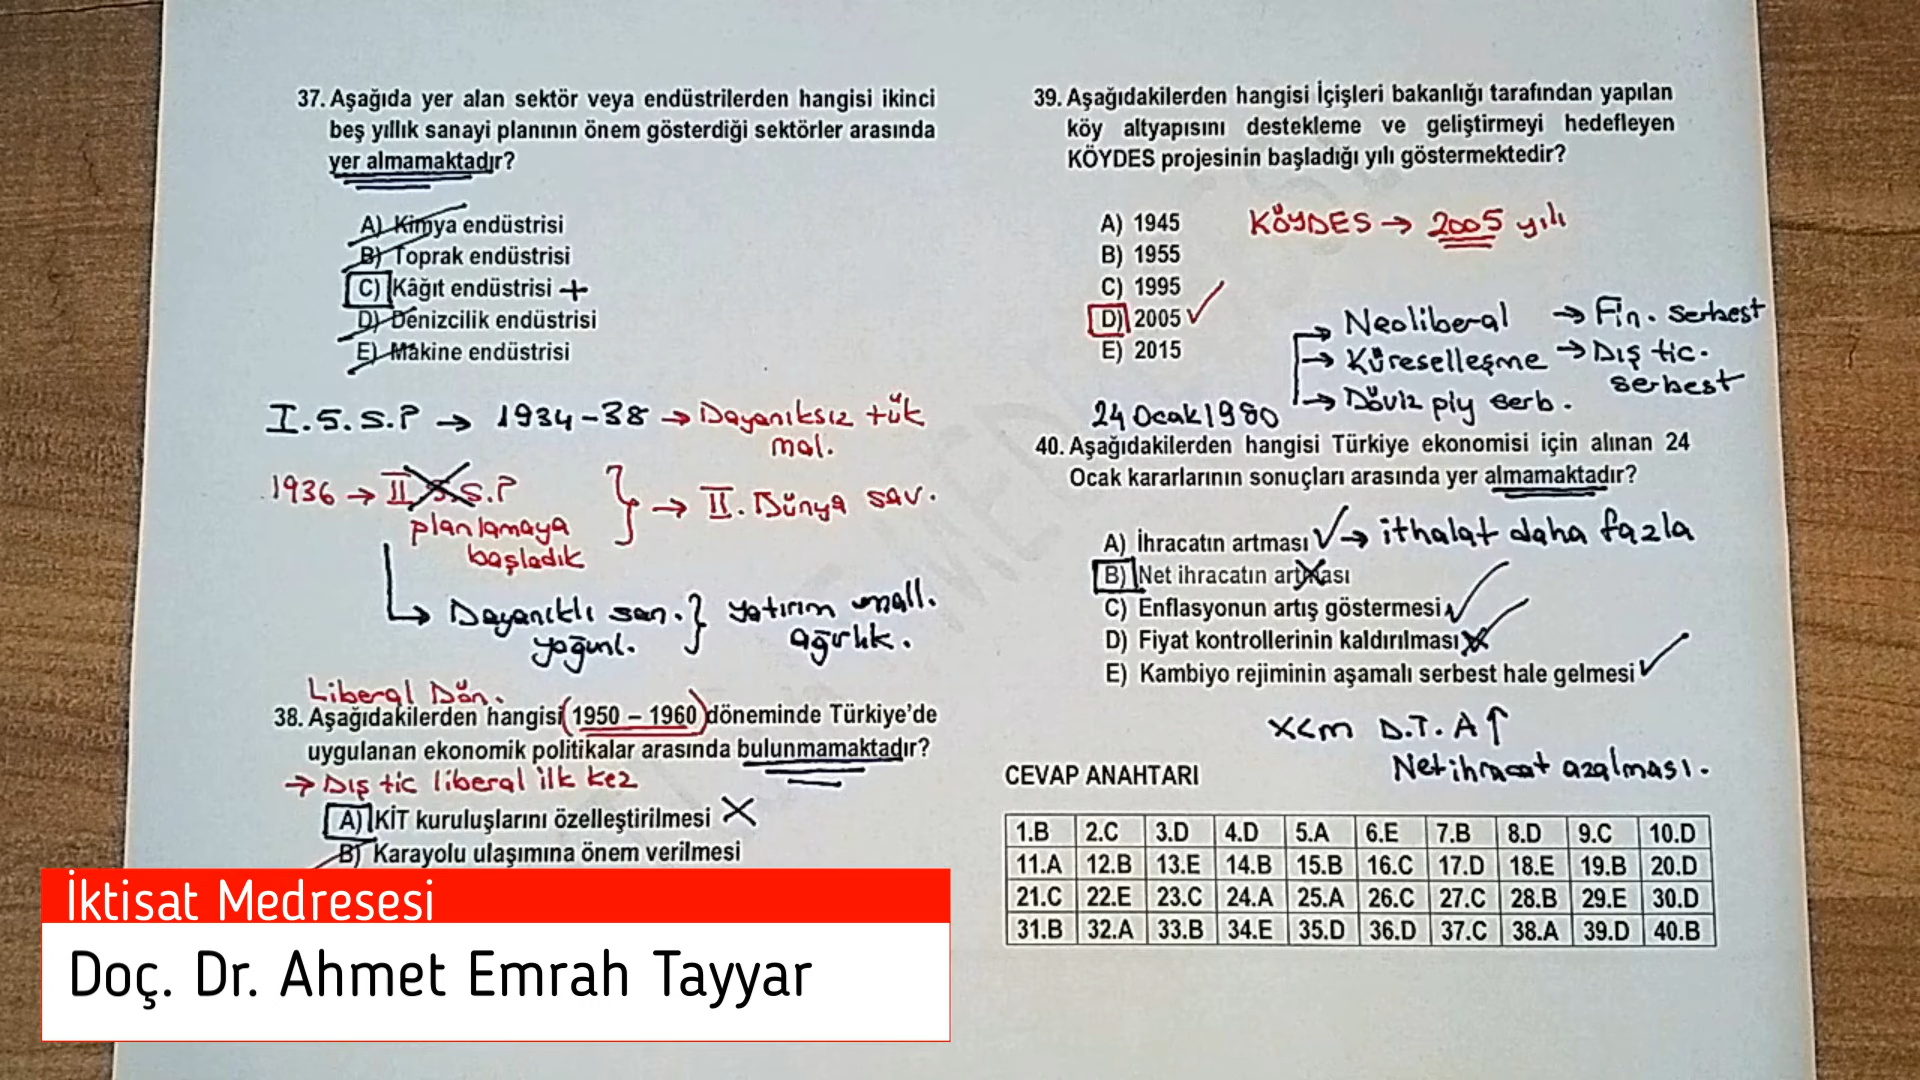 37. Aşağıda yer alan sektör veya endüstrilerden hangisi ikinci
beş yıllık sanayi planının önem gösterdiği sektörler arasında
yer almamaktadır?
A) Kimya endüstrisi
B) Toprak endüstrisi
C) Kâğıt endüstrisi +
D) Denizcilik endüstrisi
E) Makine endüstrisi
I.S.S.P → 1934-38 → Dayanıksız tük
mal.
1936 → II S.S.P } → II. Dünya sav.
planlamaya
başladık
→ Dayanıklı san. } yatırım mall.
yoğunl. ağırlık.
Liberal Dön.
38. Aşağıdakilerden hangisi (1950 – 1960) döneminde Türkiye'de
uygulanan ekonomik politikalar arasında bulunmamaktadır?
→ Dış tic liberal ilk kez
A) KİT kuruluşlarını özelleştirilmesi X
B) Karayolu ulaşımına önem verilmesi
39. Aşağıdakilerden hangisi İçişleri bakanlığı tarafından yapılan
köy altyapısını destekleme ve geliştirmeyi hedefleyen
KÖYDES projesinin başladığı yılı göstermektedir?
A) 1945 KÖYDES → 2005 yılı
B) 1955
C) 1995
D) 2005 ✓
E) 2015
→ Neoliberal → Fin. serbest
→ Küreselleşme → Dış tic.
serbest
→ Döviz piy serb.
24 Ocak 1980
40. Aşağıdakilerden hangisi Türkiye ekonomisi için alınan 24
Ocak kararlarının sonuçları arasında yer almamaktadır?
A) İhracatın artması ✓ → ithalat daha fazla
B) Net ihracatın artması
C) Enflasyonun artış göstermesi ✓
D) Fiyat kontrollerinin kaldırılması
E) Kambiyo rejiminin aşamalı serbest hale gelmesi ✓
X<m D.T.A ↑
Net ihracat azalması.
CEVAP ANAHTARI
1.B 2.C 3.D 4.D 5.A 6.E 7.B 8.D 9.C 10.D
11.A 12.B 13.E 14.B 15.B 16.C 17.D 18.E 19.B 20.D
21.C 22.E 23.C 24.A 25.A 26.C 27.C 28.B 29.E 30.D
31.B 32.A 33.B 34.E 35.D 36.D 37.C 38.A 39.D 40.B
İktisat Medresesi
Doç. Dr. Ahmet Emrah Tayyar